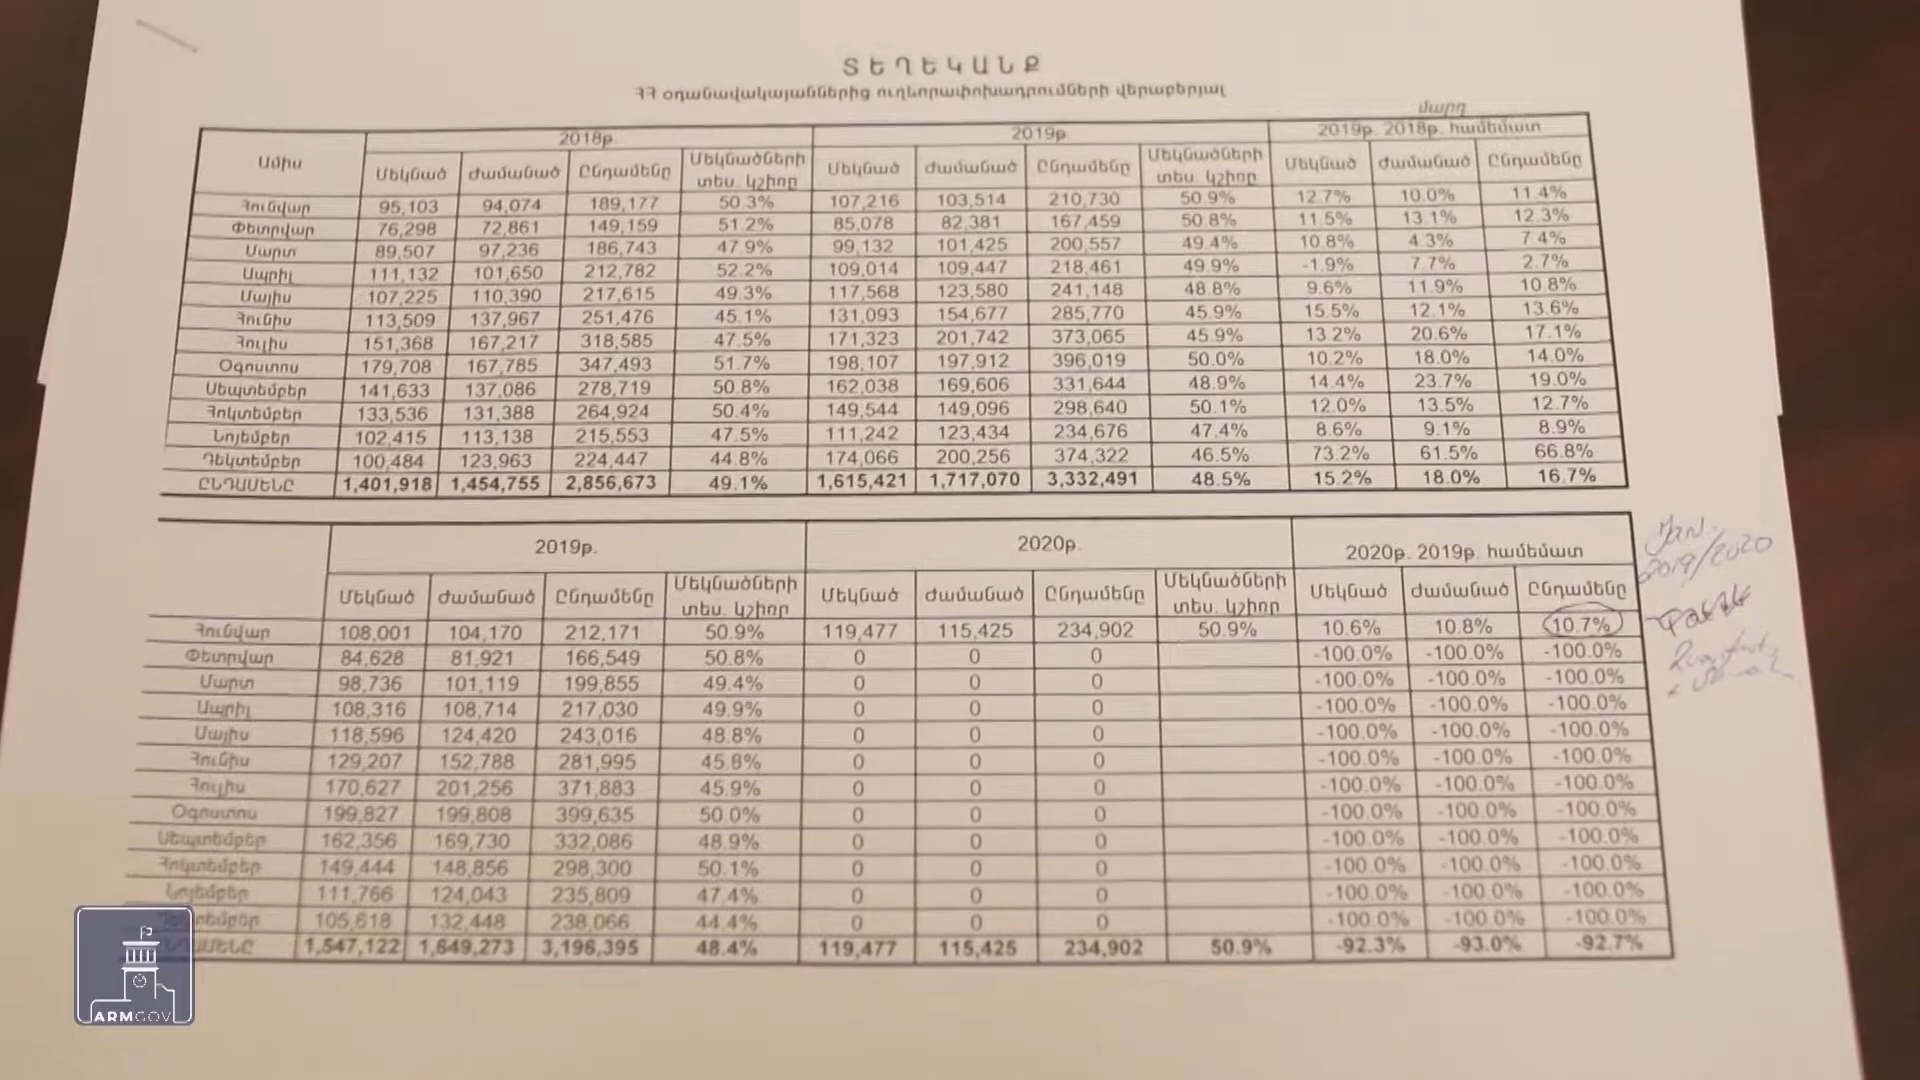 ՏԵՂԵԿԱՆՔ
ՀՀ օդանավակայաններից ուղևորափոխադրումների վերաբերյալ
մարդ
Ամիս 2018թ. 2019թ. 2019թ. 2018թ. համեմատ
Մեկնած Ժամանած Ընդամենը Մեկնածների տես. կշիռը Մեկնած Ժամանած Ընդամենը Մեկնածների տես. կշիռը Մեկնած Ժամանած Ընդամենը
Հունվար 95,103 94,074 189,177 50.3% 107,216 103,514 210,730 50.9% 12.7% 10.0% 11.4%
Փետրվար 76,298 72,861 149,159 51.2% 85,078 82,381 167,459 50.8% 11.5% 13.1% 12.3%
Մարտ 89,507 97,236 186,743 47.9% 99,132 101,425 200,557 49.4% 10.8% 4.3% 7.4%
Ապրիլ 111,132 101,650 212,782 52.2% 109,014 109,447 218,461 49.9% -1.9% 7.7% 2.7%
Մայիս 107,225 110,390 217,615 49.3% 117,568 123,580 241,148 48.8% 9.6% 11.9% 10.8%
Հունիս 113,509 137,967 251,476 45.1% 131,093 154,677 285,770 45.9% 15.5% 12.1% 13.6%
Հուլիս 151,368 167,217 318,585 47.5% 171,323 201,742 373,065 45.9% 13.2% 20.6% 17.1%
Օգոստոս 179,708 167,785 347,493 51.7% 198,107 197,912 396,019 50.0% 10.2% 18.0% 14.0%
Սեպտեմբեր 141,633 137,086 278,719 50.8% 162,038 169,606 331,644 48.9% 14.4% 23.7% 19.0%
Հոկտեմբեր 133,536 131,388 264,924 50.4% 149,544 149,096 298,640 50.1% 12.0% 13.5% 12.7%
Նոյեմբեր 102,415 113,138 215,553 47.5% 111,242 123,434 234,676 47.4% 8.6% 9.1% 8.9%
Դեկտեմբեր 100,484 123,963 224,447 44.8% 174,066 200,256 374,322 46.5% 73.2% 61.5% 66.8%
ԸՆԴԱՄԵՆԸ 1,401,918 1,454,755 2,856,673 49.1% 1,615,421 1,717,070 3,332,491 48.5% 15.2% 18.0% 16.7%
2019թ. 2020թ. 2020թ. 2019թ. համեմատ
Մեկնած Ժամանած Ընդամենը Մեկնածների տես. կշիռ Մեկնած Ժամանած Ընդամենը Մեկնածների տես. կշիռ Մեկնած Ժամանած Ընդամենը
Հունվար 108,001 104,170 212,171 50.9% 119,477 115,425 234,902 50.9% 10.6% 10.8% 10.7%
Փետրվար 84,628 81,921 166,549 50.8% 0 0 0 -100.0% -100.0% -100.0%
Մարտ 98,736 101,119 199,855 49.4% 0 0 0 -100.0% -100.0% -100.0%
Ապրիլ 108,316 108,714 217,030 49.9% 0 0 0 -100.0% -100.0% -100.0%
Մայիս 118,596 124,420 243,016 48.8% 0 0 0 -100.0% -100.0% -100.0%
Հունիս 129,207 152,788 281,995 45.8% 0 0 0 -100.0% -100.0% -100.0%
Հուլիս 170,627 201,256 371,883 45.9% 0 0 0 -100.0% -100.0% -100.0%
Օգոստոս 199,827 199,808 399,635 50.0% 0 0 0 -100.0% -100.0% -100.0%
Սեպտեմբեր 162,356 169,730 332,086 48.9% 0 0 0 -100.0% -100.0% -100.0%
Հոկտեմբեր 149,444 148,856 298,300 50.1% 0 0 0 -100.0% -100.0% -100.0%
Նոյեմբեր 111,766 124,043 235,809 47.4% 0 0 0 -100.0% -100.0% -100.0%
105,618 132,448 238,066 44.4% 0 0 0 -100.0% -100.0% -100.0%
1,547,122 1,649,273 3,196,395 48.4% 119,477 115,425 234,902 50.9% -92.3% -93.0% -92.7%
Jan.
2019/2020
ARMGOV